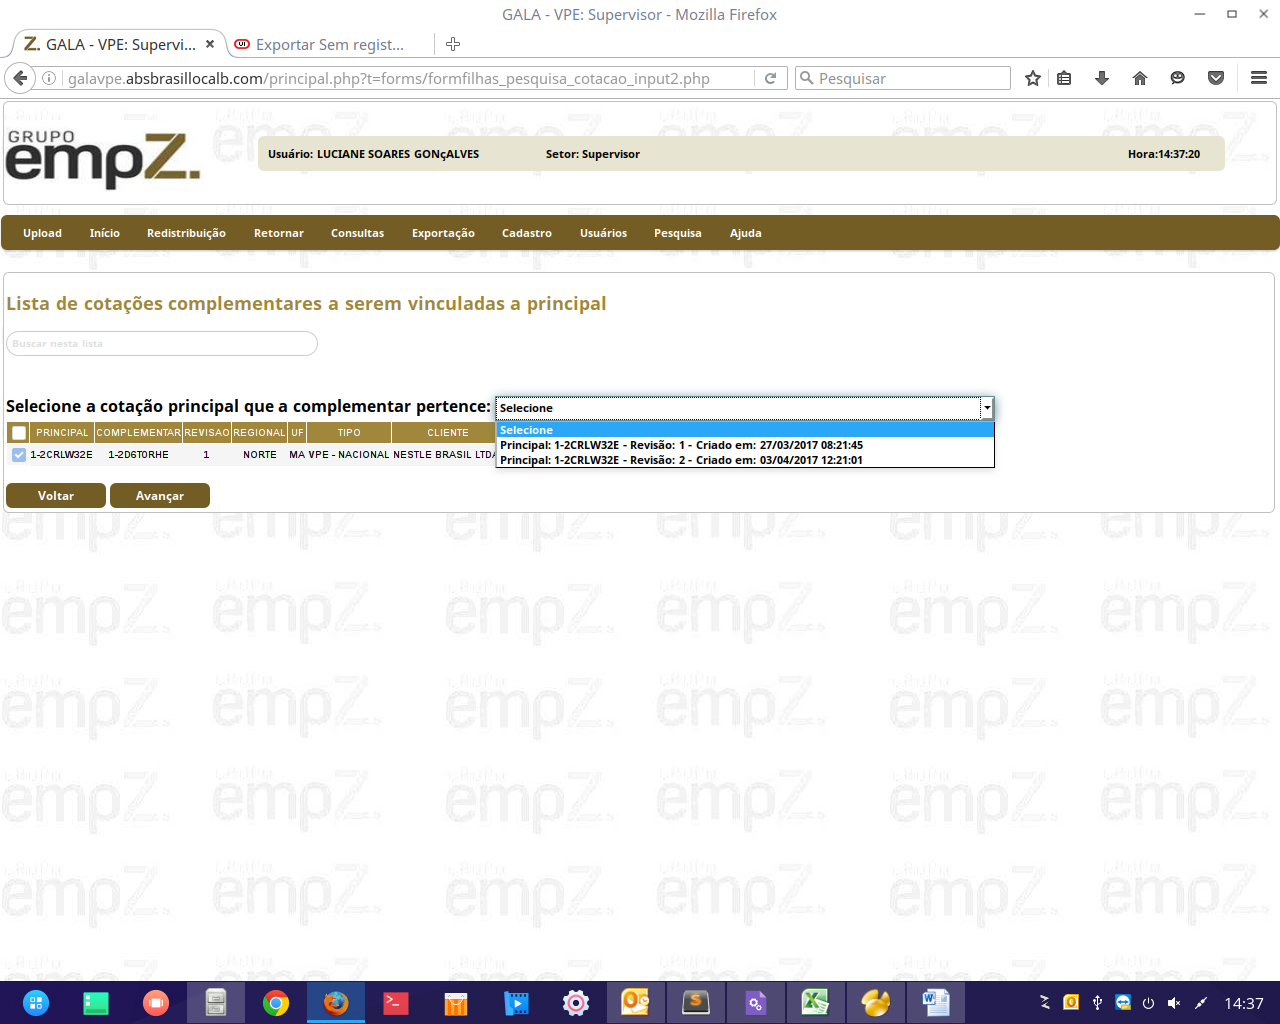 GALA - VPE: Supervisor - Mozilla Firefox
Z. GALA - VPE: Supervi...
Exportar Sem regist...
galavpe.absbrasillocalb.com/principal.php?t=forms/formfilhas_pesquisa_cotacao_input2.php
Pesquisar
GRUPO
empZ.
Usuário: LUCIANE SOARES GONçALVES Setor: Supervisor Hora:14:37:20
Upload Início Redistribuição Retornar Consultas Exportação Cadastro Usuários Pesquisa Ajuda
Lista de cotações complementares a serem vinculadas a principal
Buscar nesta lista
Selecione a cotação principal que a complementar pertence: Selecione
Selecione
Principal: 1-2CRLW32E - Revisão: 1 - Criado em: 27/03/2017 08:21:45
Principal: 1-2CRLW32E - Revisão: 2 - Criado em: 03/04/2017 12:21:01
PRINCIPAL COMPLEMENTAR REVISAO REGIONAL UF TIPO CLIENTE
1-2CRLW32E 1-2D6T0RHE 1 NORTE MA VPE - NACIONAL NESTLE BRASIL LTDA
Voltar Avançar
14:37